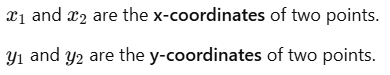 x₁ and x₂ are the x-coordinates of two points.
y₁ and y₂ are the y-coordinates of two points.